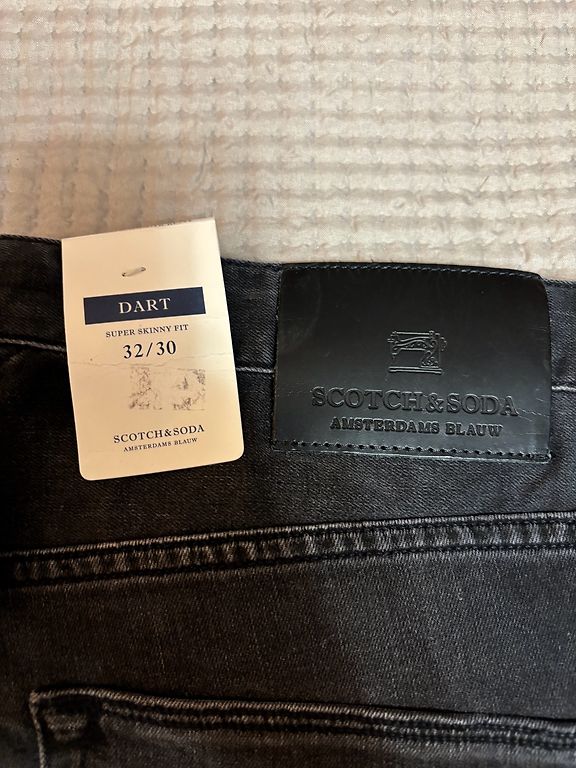 DART
SUPER SKINNY FIT
32/30
SCOTCH&SODA
AMSTERDAMS BLAUW
SCOTCH&SODA
AMSTERDAMS BLAUW